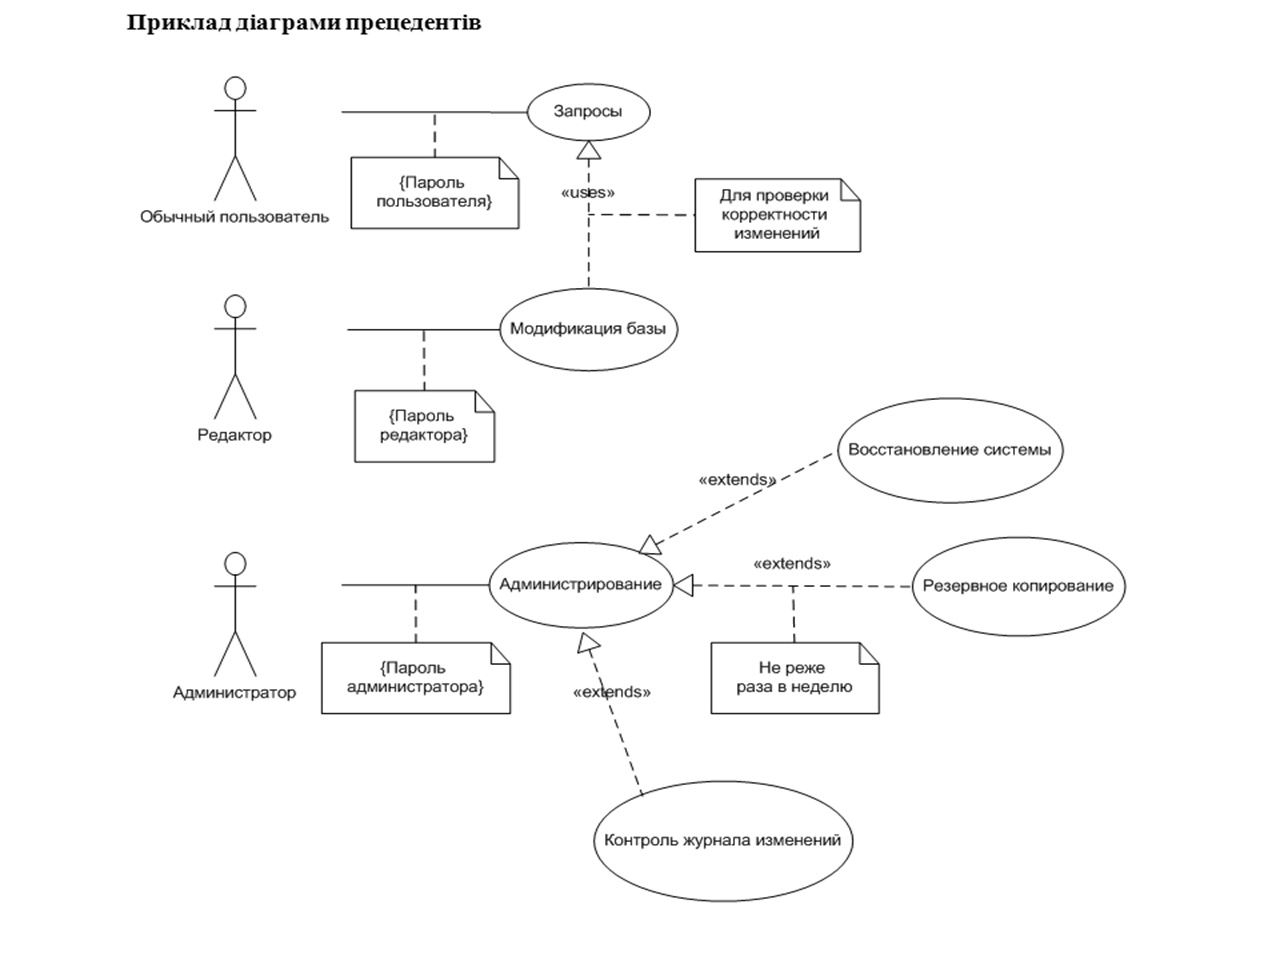 Приклад діаграми прецедентів
Запросы
{Пароль
пользователя}
«uses»
Для проверки
корректности
изменений
Обычный пользователь
Модификация базы
{Пароль
редактора}
Редактор
Восстановление системы
«extends»
«extends»
Администрирование
Резервное копирование
{Пароль
администратора}
Не реже
раза в неделю
Администратор
«extends»
Контроль журнала изменений